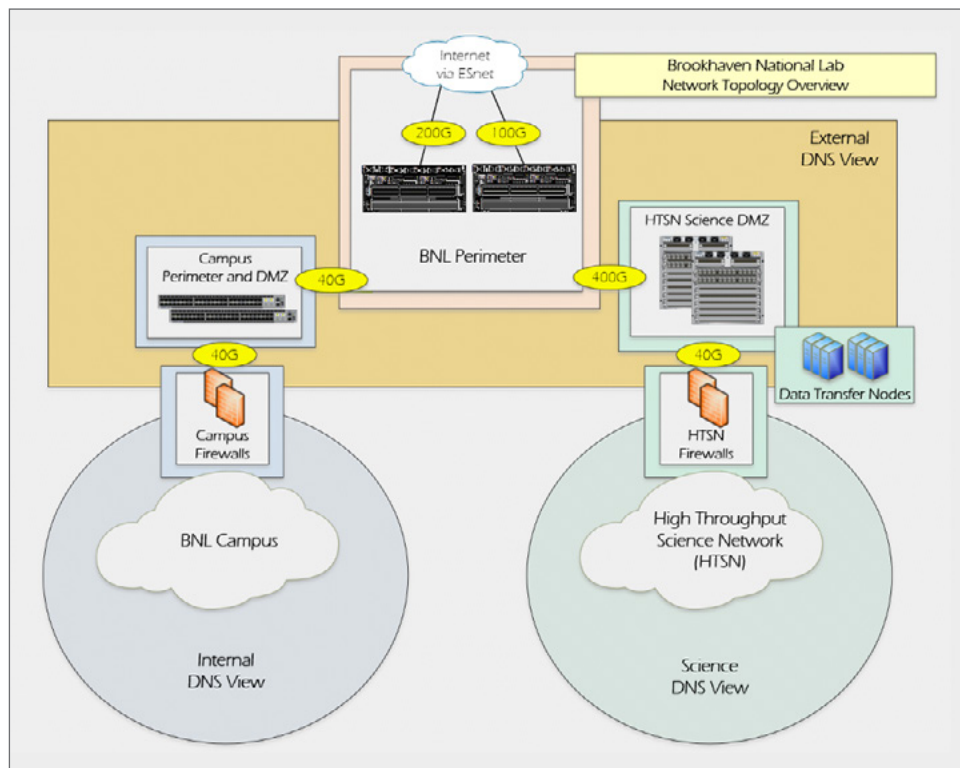 Internet
via ESnet
Brookhaven National Lab
Network Topology Overview
200G
100G
External
DNS View
BNL Perimeter
HTSN Science DMZ
Campus
Perimeter and DMZ
40G
400G
40G
40G
Data Transfer Nodes
Campus
Firewalls
HTSN
Firewalls
BNL Campus
High Throughput
Science Network
(HTSN)
Internal
DNS View
Science
DNS View